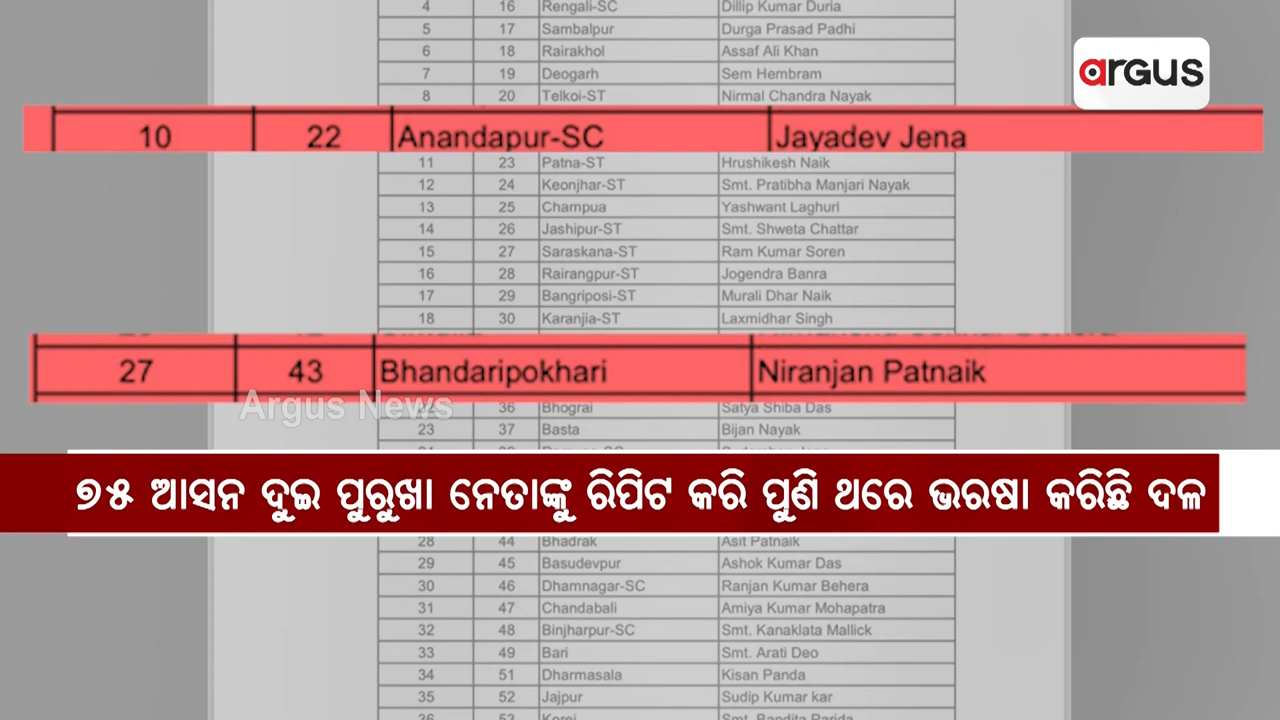 4 16 Rengali-SC Dillip Kumar Duria
5 17 Sambalpur Durga Prasad Padhi
6 18 Rairakhol Assaf Ali Khan
7 19 Deogarh Sem Hembram
8 20 Telkoi-ST Nirmal Chandra Nayak
argus
10 22 Anandapur-SC Jayadev Jena
11 23 Patna-ST Hrushikesh Naik
12 24 Keonjhar-ST Smt. Pratibha Manjari Nayak
13 25 Champua Yashwant Laghuri
14 26 Jashipur-ST Smt. Shweta Chattar
15 27 Saraskana-ST Ram Kumar Soren
16 28 Rairangpur-ST Jogendra Banra
17 29 Bangriposi-ST Murali Dhar Naik
18 30 Karanjia-ST Laxmidhar Singh
27 43 Bhandaripokhari Niranjan Patnaik
Argus News
22 36 Bhograi Satya Shiba Das
23 37 Basta Bijan Nayak
୭୫ ଆସନ ଦୁଇ ପୁରୁଖା ନେତାଙ୍କୁ ରିପିଟ କରି ପୁଣି ଥରେ ଭରଷା କରିଛି ଦଳ
28 44 Bhadrak Asit Patnaik
29 45 Basudevpur Ashok Kumar Das
30 46 Dhamnagar-SC Ranjan Kumar Behera
31 47 Chandabali Amiya Kumar Mohapatra
32 48 Binjharpur-SC Smt. Kanaklata Mallick
33 49 Bari Smt. Arati Deo
34 51 Dharmasala Kisan Panda
35 52 Jajpur Sudip Kumar kar
36 53 Korei Smt. Bandita Parida